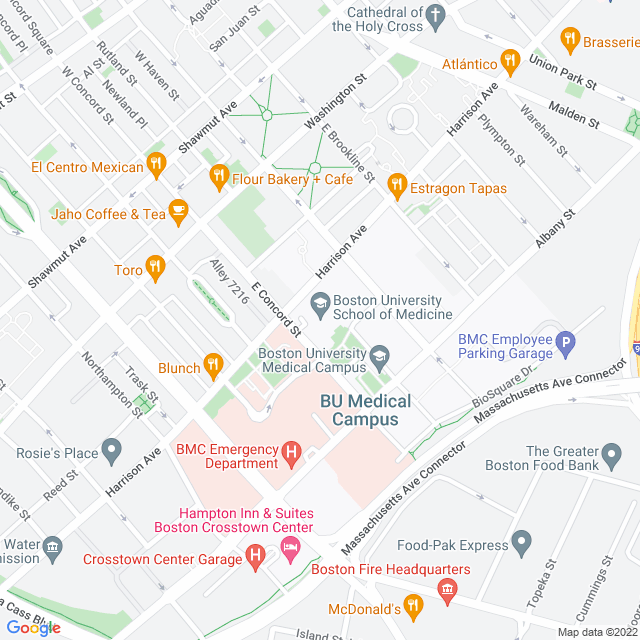 Cathedral of
the Holy Cross
Brasserie
Atlántico
Union Park St
Malden St
Wareham St
Plympton St
Harrison Ave
Aguad
San Juan St
Concord Square
Concord Pl
W Concord St
Al St
Rutland St
Newland Pl
W Haven St
Shawmut Ave
Washington St
E Brookline St
El Centro Mexican
Flour Bakery + Cafe
Estragon Tapas
Jaho Coffee & Tea
Albany St
Harrison Ave
Shawmut Ave
Toro
Alley 7216
E Concord St
Boston University
School of Medicine
BMC Employee
Parking Garage
Boston University
Medical Campus
Blunch
Trask St
Northampton St
BioSquare Dr
Massachusetts Ave Connector
BU Medical
Campus
BMC Emergency
Department
Rosie's Place
Harrison Ave
Reed St
ndike St
Massachusetts Ave Connector
The Greater
Boston Food Bank
Hampton Inn & Suites
Boston Crosstown Center
Water
mission
Crosstown Center Garage
Food-Pak Express
Boston Fire Headquarters
Topeka St
Cummings St
McDonald's
a Cass Bl
Island St
Google
Map data ©2022